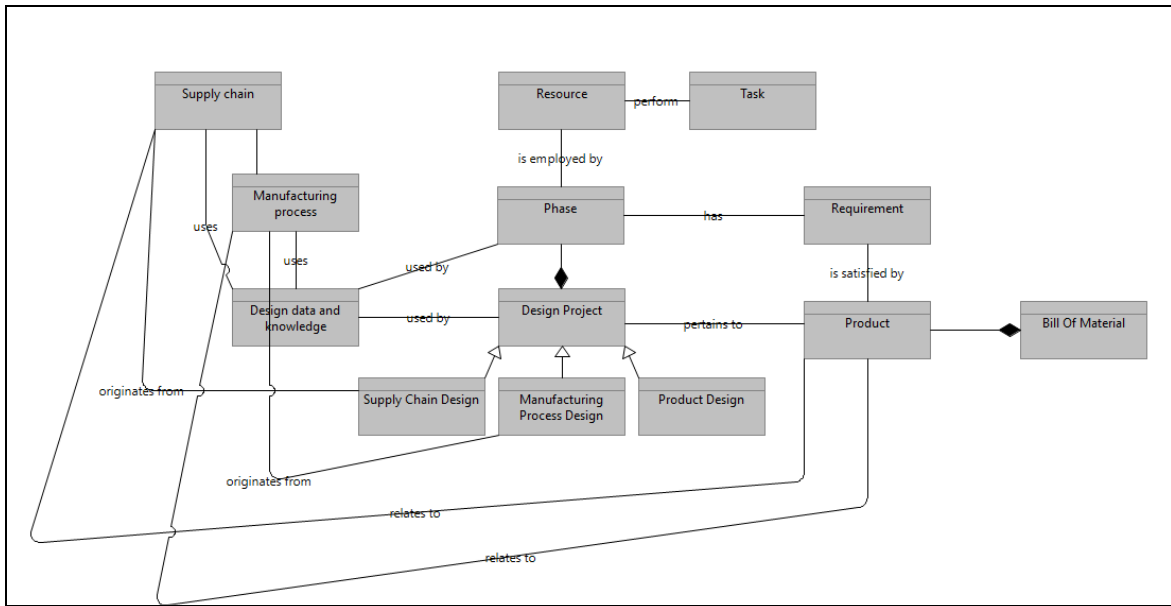 Supply chain
Resource
perform
Task
is employed by
Manufacturing
process
Phase
has
Requirement
uses
uses
used by
is satisfied by
Design data and
knowledge
used by
Design Project
pertains to
Product
Bill Of Material
originates from
Supply Chain Design
Manufacturing
Process Design
Product Design
originates from
relates to
relates to